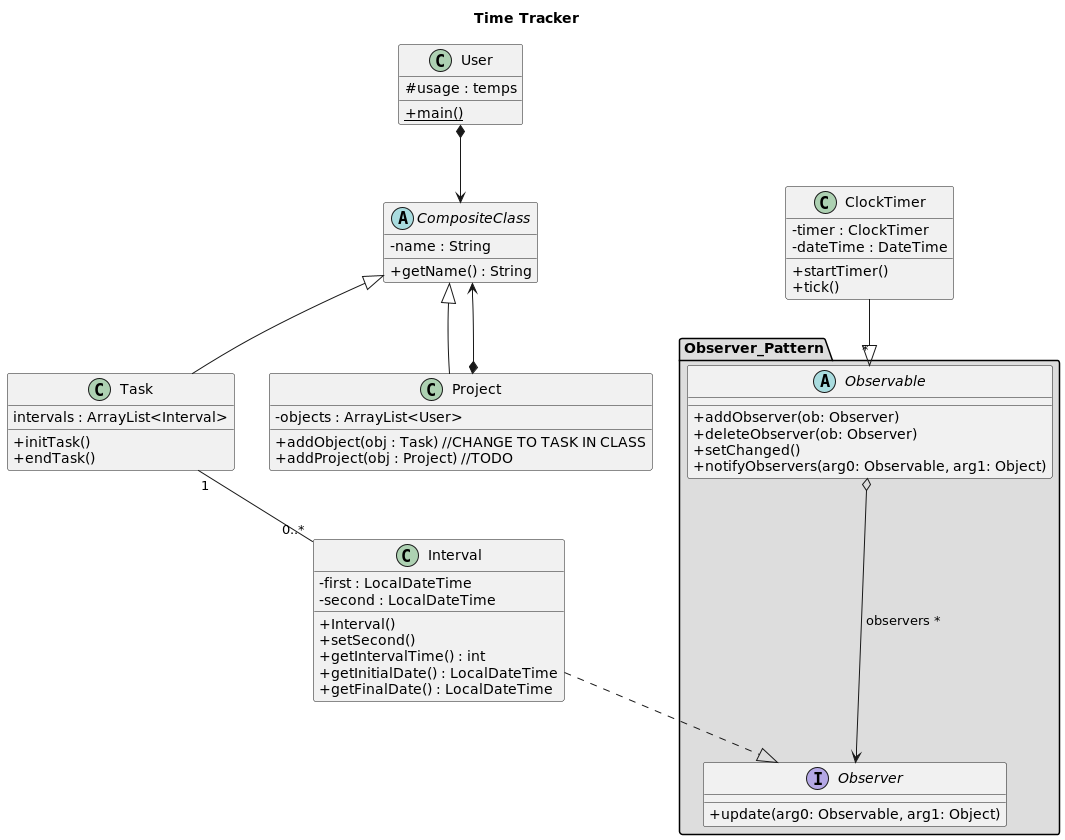 Time Tracker
C User
#usage : temps
+main()
A CompositeClass
-name : String
+getName() : String
C ClockTimer
-timer : ClockTimer
-dateTime : DateTime
+startTimer()
+tick()
C Task
intervals : ArrayList<Interval>
+initTask()
+endTask()
C Project
-objects : ArrayList<User>
+addObject(obj : Task) //CHANGE TO TASK IN CLASS
+addProject(obj : Project) //TODO
Observer_Pattern
*
A Observable
+addObserver(ob: Observer)
+deleteObserver(ob: Observer)
+setChanged()
+notifyObservers(arg0: Observable, arg1: Object)
1
0..*
C Interval
-first : LocalDateTime
-second : LocalDateTime
+Interval()
+setSecond()
+getIntervalTime() : int
+getInitialDate() : LocalDateTime
+getFinalDate() : LocalDateTime
observers *
I Observer
+update(arg0: Observable, arg1: Object)